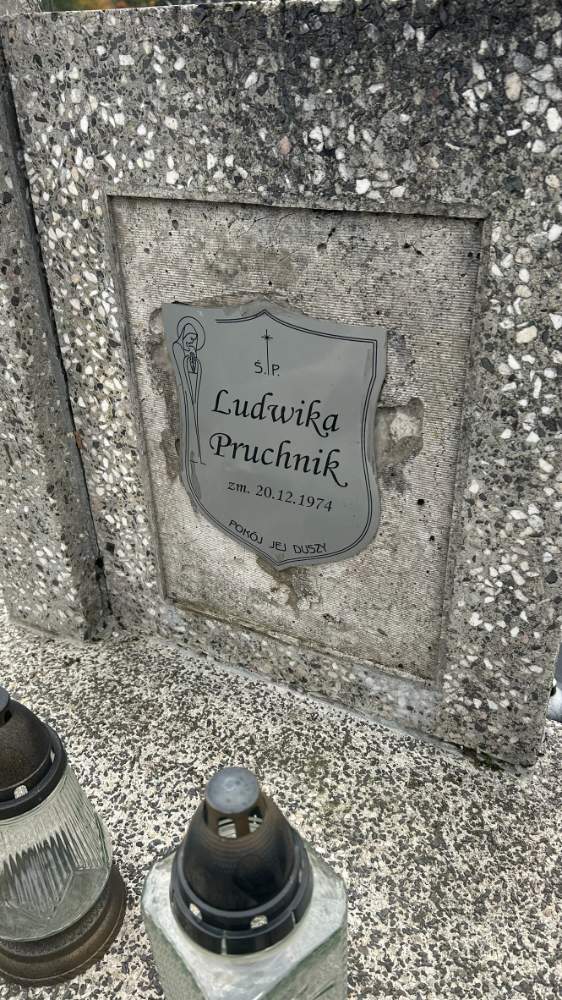 Ś.P.
Ludwika
Pruchnik
zm. 20.12.1974
POKÓJ JEJ DUSZY